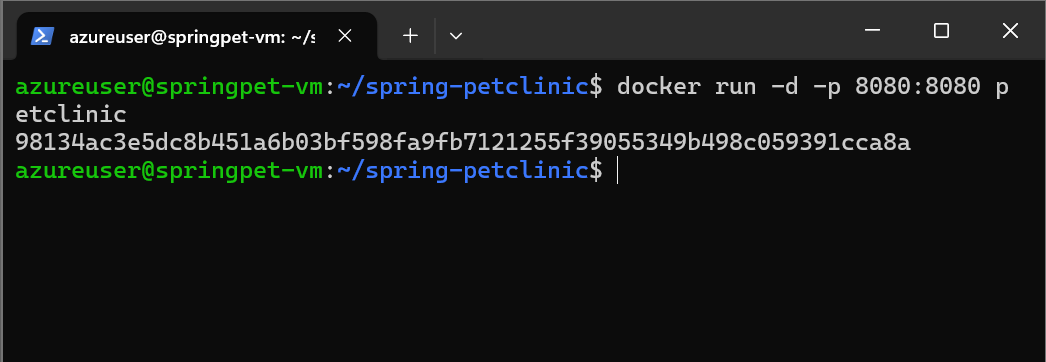 azureuser@springpet-vm: ~/s
azureuser@springpet-vm:~/spring-petclinic$ docker run -d -p 8080:8080 p
etclinic
98134ac3e5dc8b451a6b03bf598fa9fb7121255f39055349b498c059391cca8a
azureuser@springpet-vm:~/spring-petclinic$